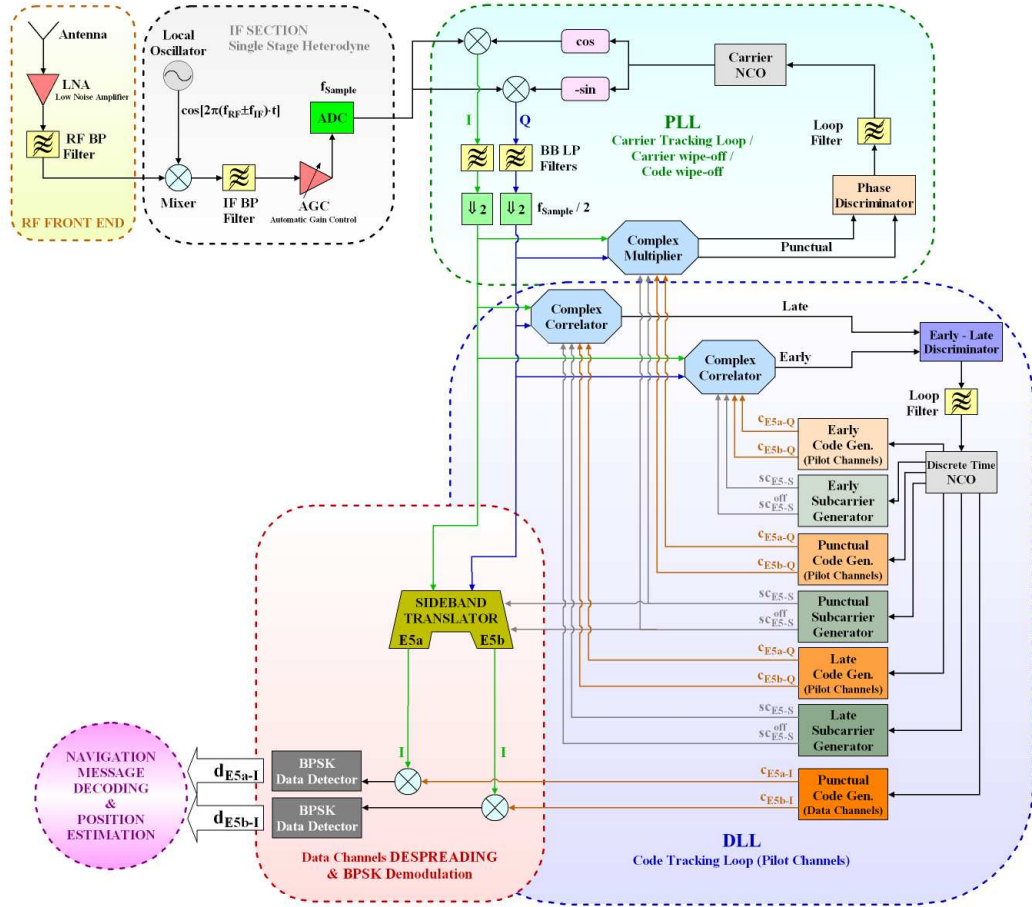 Antenna
LNA
Low Noise Amplifier
RF BP
Filter
RF FRONT END
Local
Oscillator
IF SECTION
Single Stage Heterodyne
cos[2π(fRF±fIF)·t]
fSample
ADC
Mixer
IF BP
Filter
AGC
Automatic Gain Control
cos
-sin
Carrier
NCO
I
Q
PLL
Carrier Tracking Loop /
Carrier wipe-off /
Code wipe-off
Loop
Filter
BB LP
Filters
⇓2
⇓2
fSample / 2
Phase
Discriminator
Complex
Multiplier
Punctual
Complex
Correlator
Late
Early - Late
Discriminator
Complex
Correlator
Early
Loop
Filter
cE5a-Q
cE5b-Q
Early
Code Gen.
(Pilot Channels)
Discrete Time
NCO
scE5-S
scE5-S off
Early
Subcarrier
Generator
cE5a-Q
cE5b-Q
Punctual
Code Gen.
(Pilot Channels)
scE5-S
scE5-S off
Punctual
Subcarrier
Generator
SIDEBAND
TRANSLATOR
E5a
E5b
cE5a-Q
cE5b-Q
Late
Code Gen.
(Pilot Channels)
scE5-S
scE5-S off
Late
Subcarrier
Generator
I
I
NAVIGATION
MESSAGE
DECODING
&
POSITION
ESTIMATION
dE5a-I
dE5b-I
BPSK
Data Detector
BPSK
Data Detector
cE5a-I
cE5b-I
Punctual
Code Gen.
(Data Channels)
Data Channels DESPREADING
& BPSK Demodulation
DLL
Code Tracking Loop (Pilot Channels)